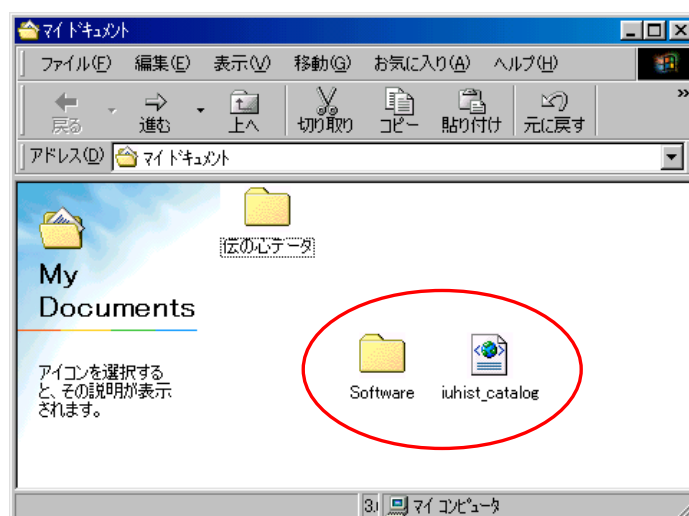 マイ ドキュメント
ファイル(F) 編集(E) 表示(V) 移動(G) お気に入り(A) ヘルプ(H)
戻る 進む 上へ 切り取り コピー 貼り付け 元に戻す »
アドレス(D) マイ ドキュメント
伝の心データ
My
Documents
アイコンを選択する
と、その説明が表示
されます。
Software iuhist_catalog
マイ コンピュータ